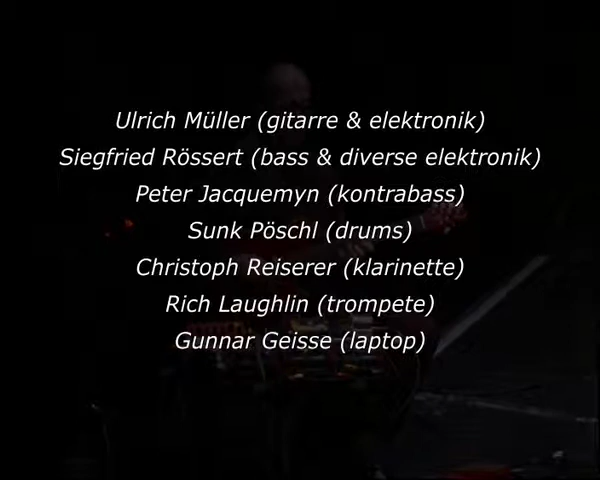 Ulrich Müller (gitarre & elektronik)
Siegfried Rössert (bass & diverse elektronik)
Peter Jacquemyn (kontrabass)
Sunk Pöschl (drums)
Christoph Reiserer (klarinette)
Rich Laughlin (trompete)
Gunnar Geisse (laptop)